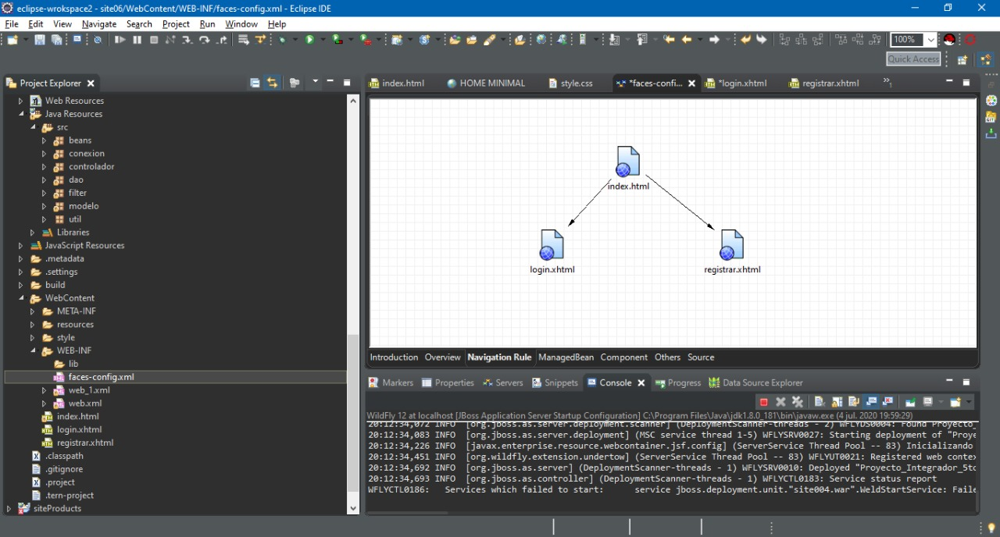 eclipse-wrokspace2 - site06/WebContent/WEB-INF/faces-config.xml - Eclipse IDE
File Edit View Navigate Search Project Run Window Help
100%
Quick Access
Project Explorer
Web Resources
Java Resources
src
beans
conexion
controlador
dao
filter
modelo
util
Libraries
JavaScript Resources
.metadata
.settings
build
WebContent
META-INF
resources
style
WEB-INF
lib
faces-config.xml
web_1.xml
web.xml
index.html
login.xhtml
registrar.xhtml
.classpath
.gitignore
.project
.tern-project
siteProducts
index.html HOME MINIMAL style.css *faces-confi... *login.xhtml registrar.xhtml »1
index.html
login.xhtml
registrar.xhtml
Introduction Overview Navigation Rule ManagedBean Component Others Source
Markers Properties Servers Snippets Console Progress Data Source Explorer
WildFly 12 at localhost [JBoss Application Server Startup Configuration] C:\Program Files\Java\jdk1.8.0_181\bin\javaw.exe (4 jul. 2020 19:59:29)
20:12:34,072 INFO [org.jboss.as.server.deployment.scanner] (DeploymentScanner-threads - 2) WFLYDS0004: Found Proyecto_
20:12:34,083 INFO [org.jboss.as.server.deployment] (MSC service thread 1-5) WFLYSRV0027: Starting deployment of "Proye
20:12:34,226 INFO [javax.enterprise.resource.webcontainer.jsf.config] (ServerService Thread Pool -- 83) Inicializando
20:12:34,451 INFO [org.wildfly.extension.undertow] (ServerService Thread Pool -- 83) WFLYUT0021: Registered web contex
20:12:34,692 INFO [org.jboss.as.server] (DeploymentScanner-threads - 1) WFLYSRV0010: Deployed "Proyecto_Integrador_5to
20:12:34,693 INFO [org.jboss.as.controller] (DeploymentScanner-threads - 1) WFLYCTL0183: Service status report
WFLYCTL0186: Services which failed to start: service jboss.deployment.unit."site004.war".WeldStartService: Faile